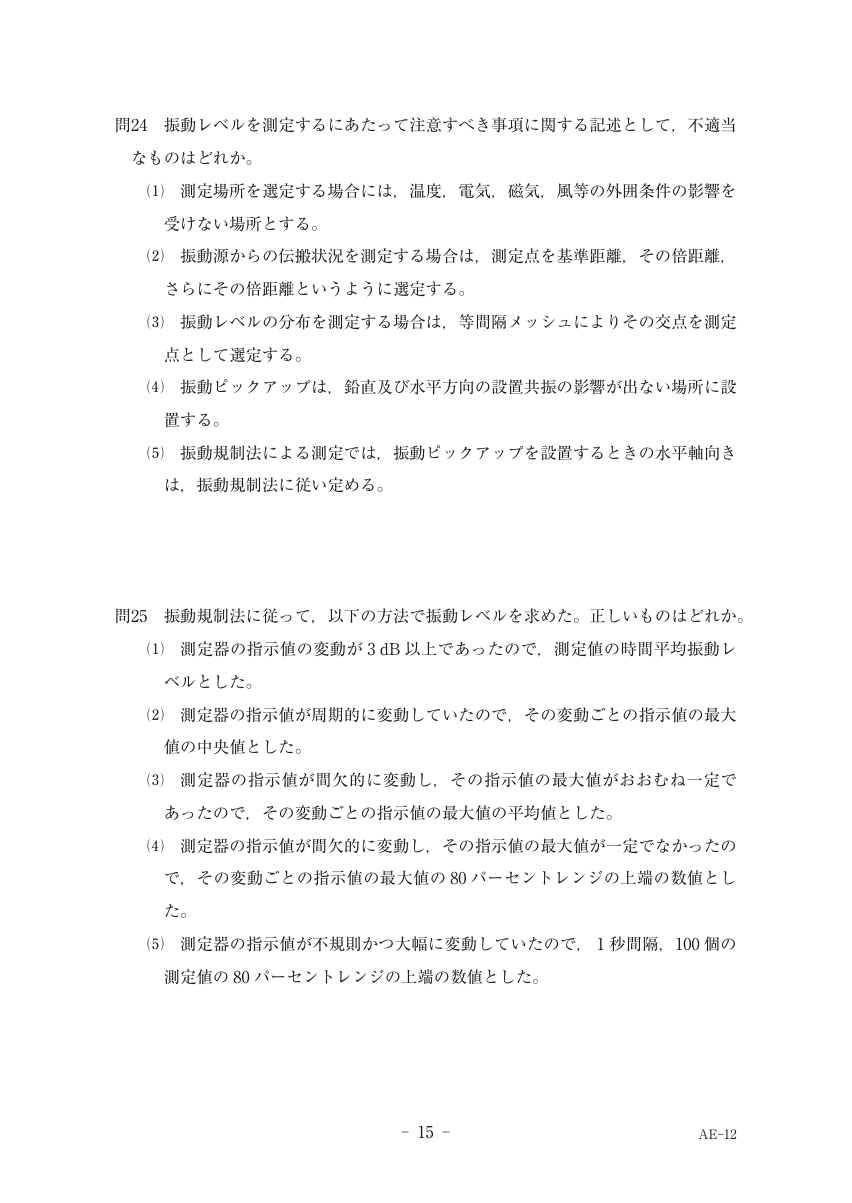 問24　振動レベルを測定するにあたって注意すべき事項に関する記述として，不適当
なものはどれか。
⑴　測定場所を選定する場合には，温度，電気，磁気，風等の外囲条件の影響を
受けない場所とする。
⑵　振動源からの伝搬状況を測定する場合は，測定点を基準距離，その倍距離，
さらにその倍距離というように選定する。
⑶　振動レベルの分布を測定する場合は，等間隔メッシュによりその交点を測定
点として選定する。
⑷　振動ピックアップは，鉛直及び水平方向の設置共振の影響が出ない場所に設
置する。
⑸　振動規制法による測定では，振動ピックアップを設置するときの水平軸向き
は，振動規制法に従い定める。
問25　振動規制法に従って，以下の方法で振動レベルを求めた。正しいものはどれか。
⑴　測定器の指示値の変動が 3 dB 以上であったので，測定値の時間平均振動レ
ベルとした。
⑵　測定器の指示値が周期的に変動していたので，その変動ごとの指示値の最大
値の中央値とした。
⑶　測定器の指示値が間欠的に変動し，その指示値の最大値がおおむね一定で
あったので，その変動ごとの指示値の最大値の平均値とした。
⑷　測定器の指示値が間欠的に変動し，その指示値の最大値が一定でなかったの
で，その変動ごとの指示値の最大値の 80 パーセントレンジの上端の数値とし
た。
⑸　測定器の指示値が不規則かつ大幅に変動していたので， 1 秒間隔，100 個の
測定値の 80 パーセントレンジの上端の数値とした。
－ 15 －
AE−12